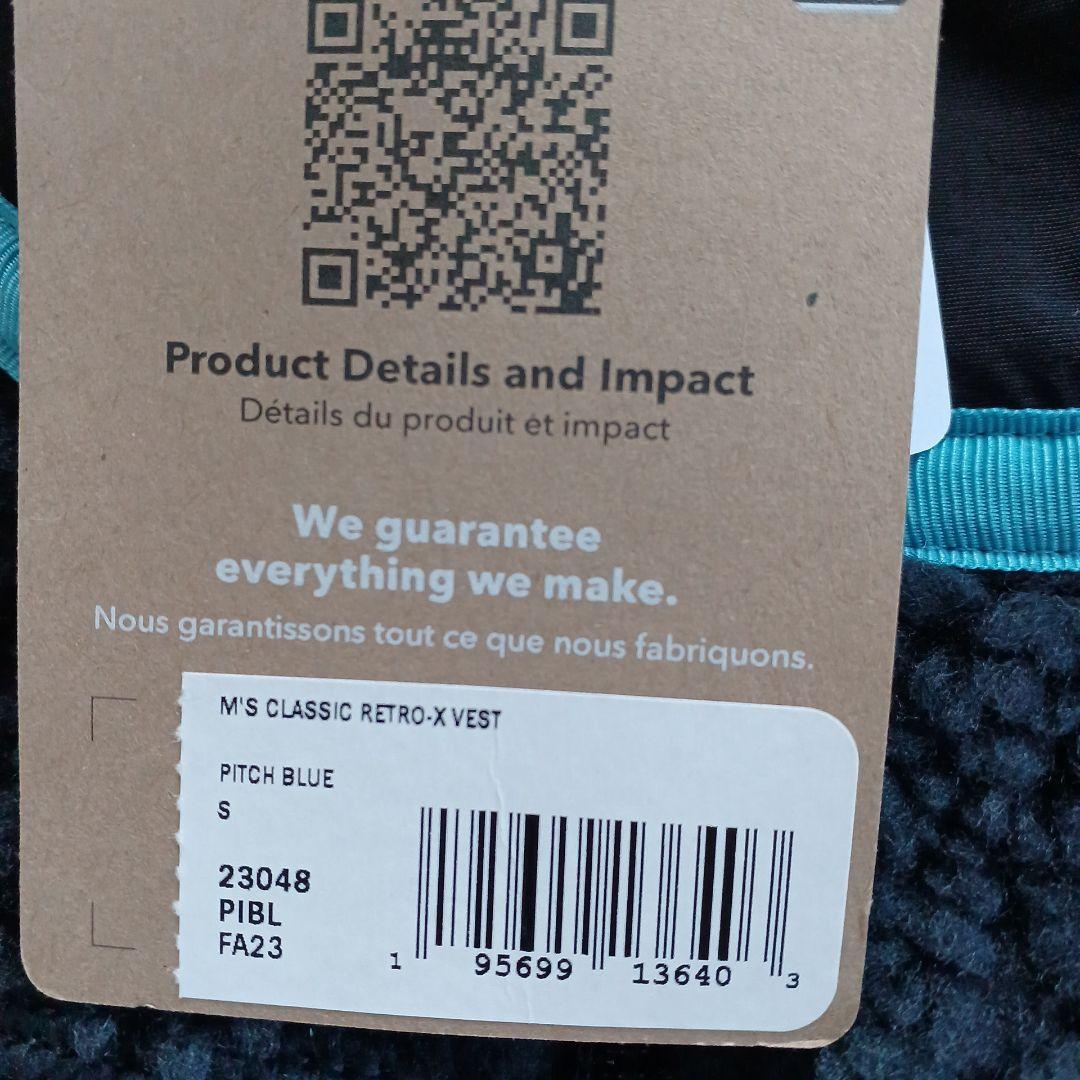 Product Details and Impact
Détails du produit et impact
We guarantee
everything we make.
Nous garantissons tout ce que nous fabriquons.
M'S CLASSIC RETRO-X VEST
PITCH BLUE
S
23048
PIBL
FA23
1 95699 13640 3